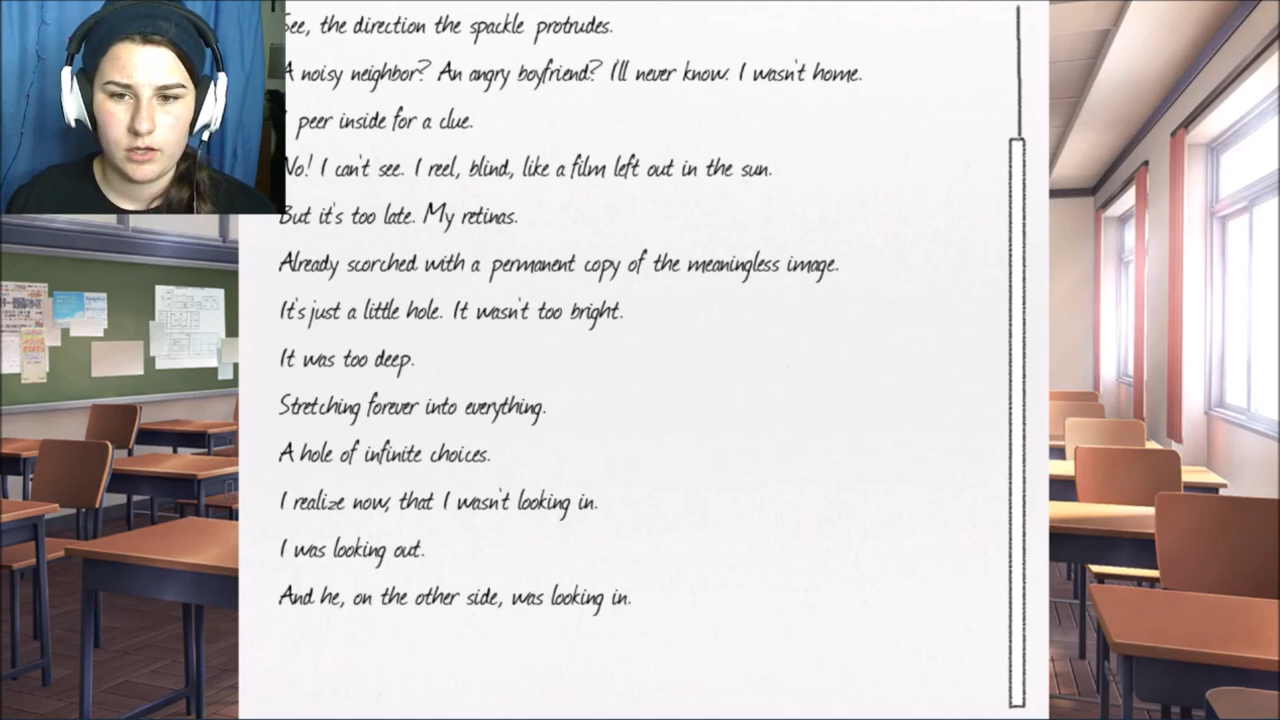 See, the direction the spackle protrudes.
A noisy neighbor? An angry boyfriend? I'll never know. I wasn't home.
I peer inside for a clue.
No! I can't see. I reel, blind, like a film left out in the sun.
But it's too late. My retinas.
Already scorched with a permanent copy of the meaningless image.
It's just a little hole. It wasn't too bright.
It was too deep.
Stretching forever into everything.
A hole of infinite choices.
I realize now, that I wasn't looking in.
I was looking out.
And he, on the other side, was looking in.